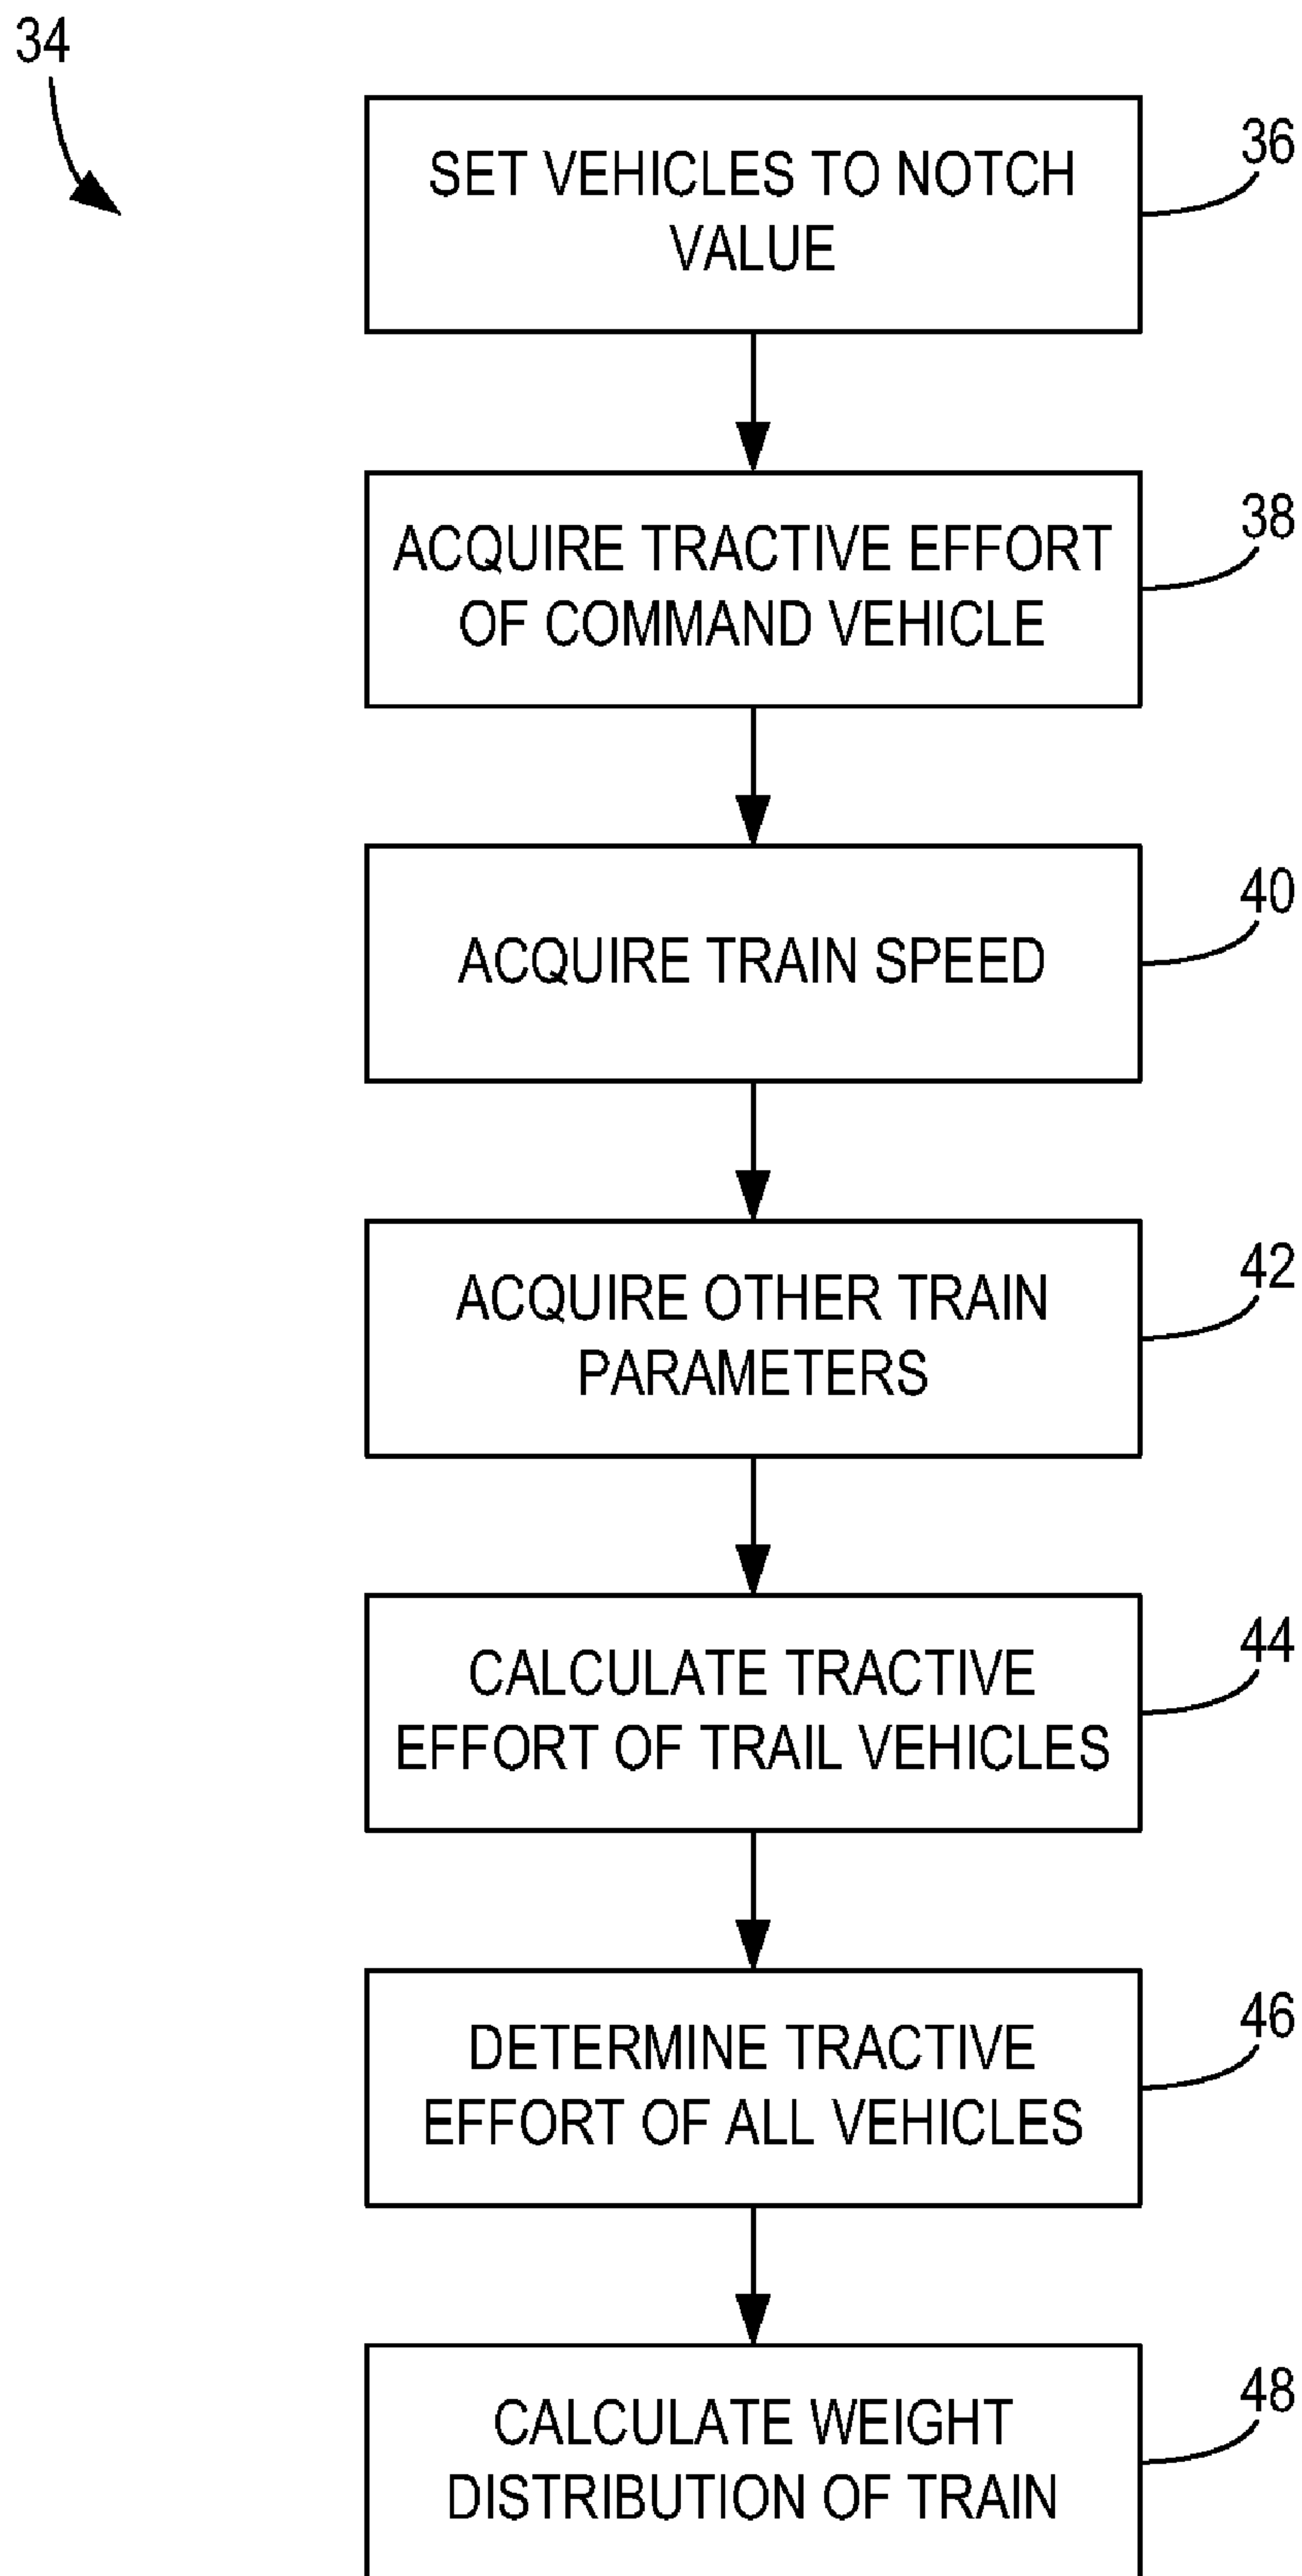 34
SET VEHICLES TO NOTCH
VALUE
36
ACQUIRE TRACTIVE EFFORT
OF COMMAND VEHICLE
38
ACQUIRE TRAIN SPEED
40
ACQUIRE OTHER TRAIN
PARAMETERS
42
CALCULATE TRACTIVE
EFFORT OF TRAIL VEHICLES
44
DETERMINE TRACTIVE
EFFORT OF ALL VEHICLES
46
CALCULATE WEIGHT
DISTRIBUTION OF TRAIN
48